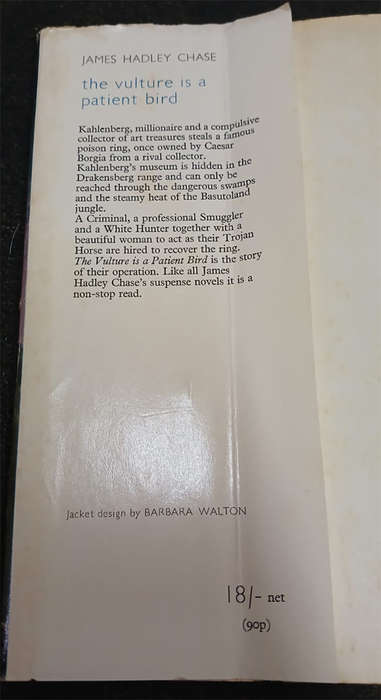 JAMES HADLEY CHASE
the vulture is a
patient bird
Kahlenberg, millionaire and a compulsive
collector of art treasures steals a famous
poison ring, once owned by Caesar
Borgia from a rival collector.
Kahlenberg's museum is hidden in the
Drakensberg range and can only be
reached through the dangerous swamps
and the steamy heat of the Basutoland
jungle.
A Criminal, a professional Smuggler
and a White Hunter together with a
beautiful woman to act as their Trojan
Horse are hired to recover the ring.
The Vulture is a Patient Bird is the story
of their operation. Like all James
Hadley Chase's suspense novels it is a
non-stop read.
Jacket design by BARBARA WALTON
18/- net
(90p)